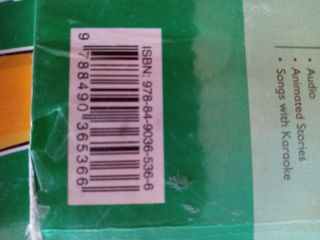 ISBN: 978-84-9036-536-6
9 788490 365366
• Audio
• Animated Stories
• Songs with Karaoke